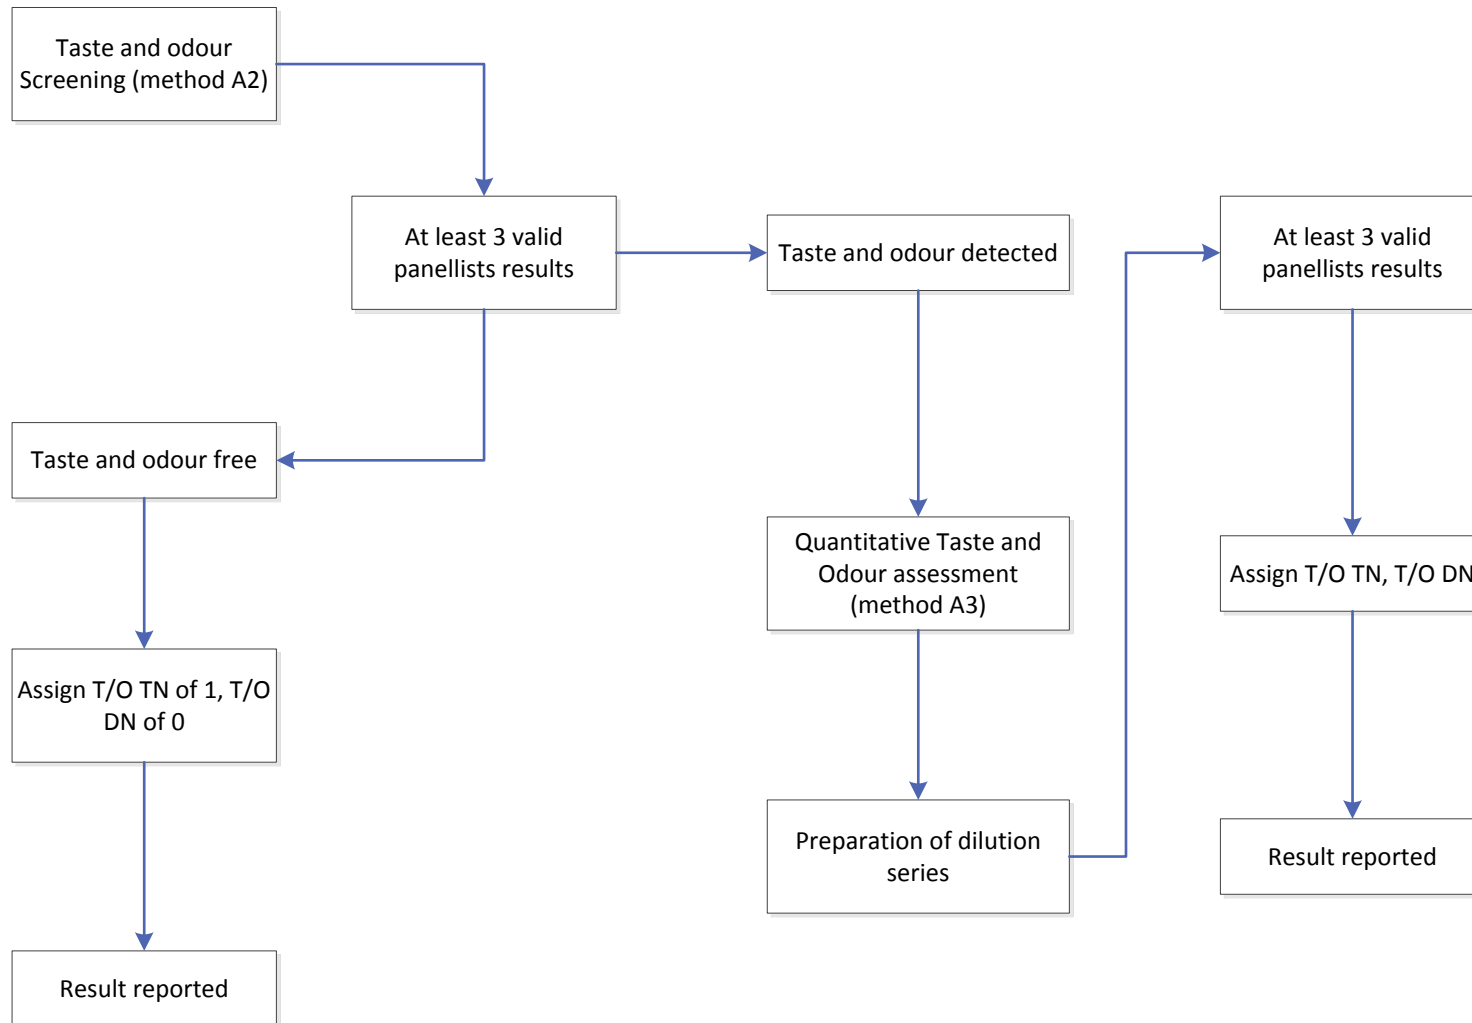 Taste and odour
Screening (method A2)
At least 3 valid
panellists results
Taste and odour detected
At least 3 valid
panellists results
Taste and odour free
Quantitative Taste and
Odour assessment
(method A3)
Assign T/O TN, T/O DN
Assign T/O TN of 1, T/O
DN of 0
Preparation of dilution
series
Result reported
Result reported